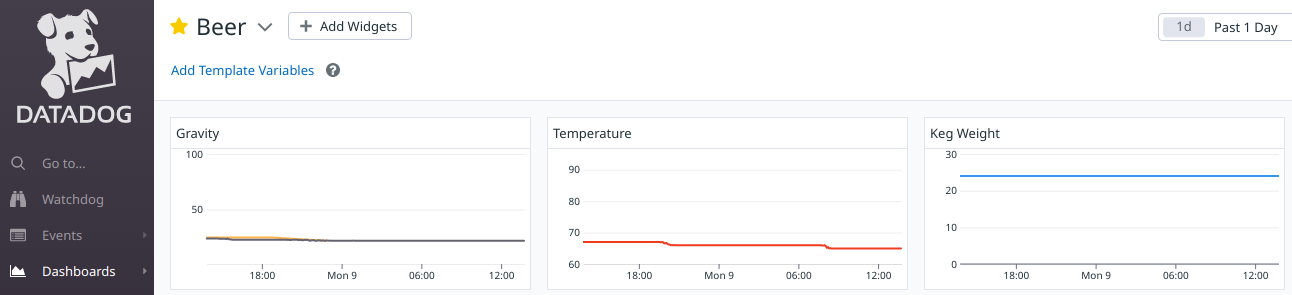 DATADOG
Go to...
Watchdog
Events
Dashboards
Beer
Add Widgets
1d Past 1 Day
Add Template Variables ?
Gravity
100
50
18:00 Mon 9 06:00 12:00
Temperature
90
80
70
60
18:00 Mon 9 06:00 12:00
Keg Weight
30
20
10
0
18:00 Mon 9 06:00 12:00